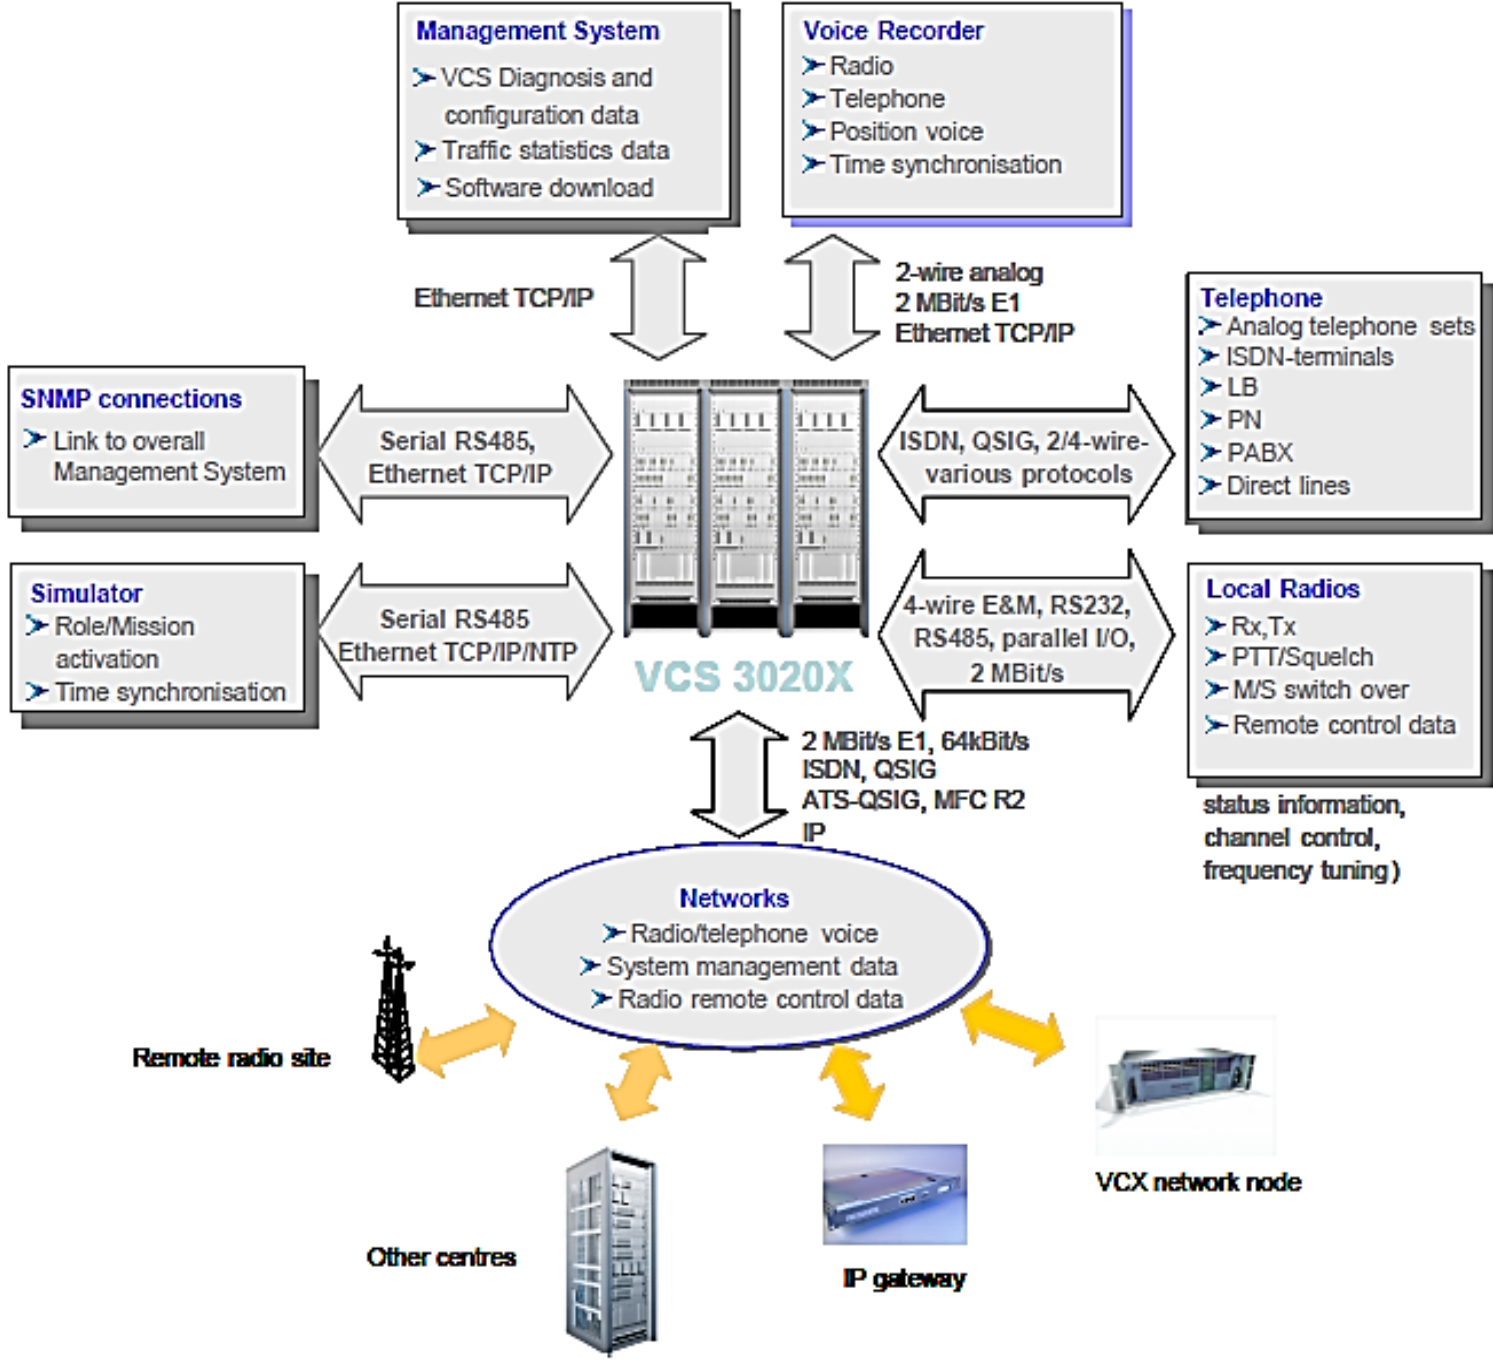 Management System
VCS Diagnosis and
configuration data
Traffic statistics data
Software download
Voice Recorder
Radio
Telephone
Position voice
Time synchronisation
Ethernet TCP/IP
2-wire analog
2 MBit/s E1
Ethernet TCP/IP
Telephone
Analog telephone sets
ISDN-terminals
LB
PN
PABX
Direct lines
SNMP connections
Link to overall
Management System
Serial RS485,
Ethernet TCP/IP
ISDN, QSIG, 2/4-wire-
various protocols
Simulator
Role/Mission
activation
Time synchronisation
Serial RS485
Ethernet TCP/IP/NTP
VCS 3020X
4-wire E&M, RS232,
RS485, parallel I/O,
2 MBit/s
Local Radios
Rx,Tx
PTT/Squelch
M/S switch over
Remote control data
status information,
channel control,
frequency tuning)
2 MBit/s E1, 64kBit/s
ISDN, QSIG
ATS-QSIG, MFC R2
IP
Networks
Radio/telephone voice
System management data
Radio remote control data
Remote radio site
Other centres
IP gateway
VCX network node